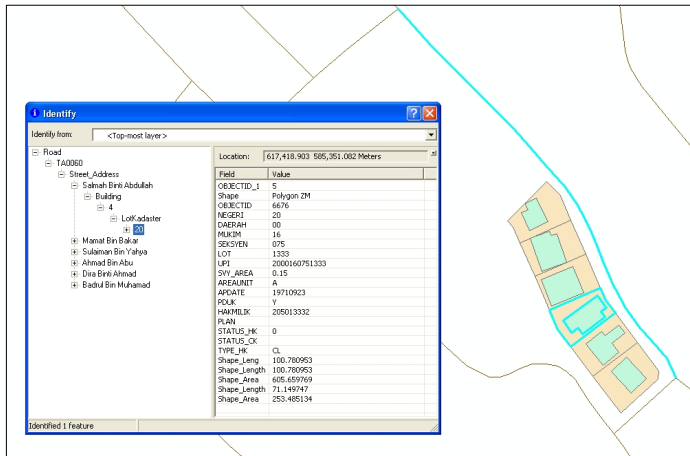 Identify
Identify from: <Top-most layer>
Road
TA0060
Street_Address
Salmah Binti Abdullah
Building
4
LotKadaster
20
Mamat Bin Bakar
Sulaiman Bin Yahya
Ahmad Bin Abu
Dira Binti Ahmad
Badrul Bin Muhamad
Location: 617,418.903 585,351.082 Meters
Field Value
OBJECTID_1 5
Shape Polygon ZM
OBJECTID 6676
NEGERI 20
DAERAH 00
MUKIM 16
SEKSYEN 075
LOT 1333
UPI 2000160751333
SVY_AREA 0.15
AREAUNIT A
APDATE 19710923
PDUK Y
HAKMILIK 205013332
PLAN
STATUS_HK 0
STATUS_CK
TYPE_HK CL
Shape_Leng 100.780953
Shape_Length 100.780953
Shape_Area 605.659769
Shape_Length 71.149747
Shape_Area 253.485134
Identified 1 feature